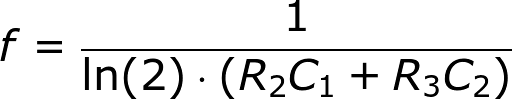 f = 1 / ln(2) · (R₂C₁ + R₃C₂)